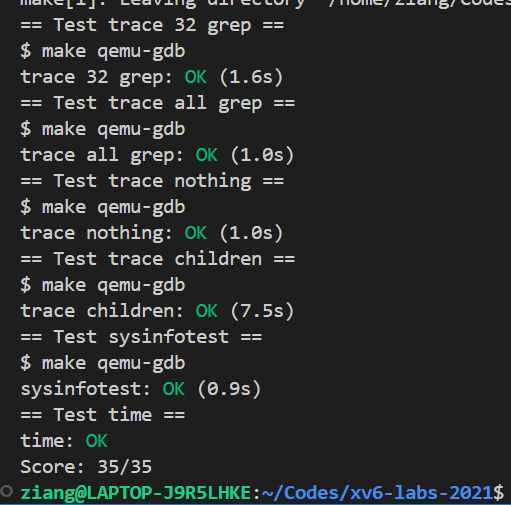 make[1]: Leaving directory '/home/ziang/Codes
== Test trace 32 grep ==
$ make qemu-gdb
trace 32 grep: OK (1.6s)
== Test trace all grep ==
$ make qemu-gdb
trace all grep: OK (1.0s)
== Test trace nothing ==
$ make qemu-gdb
trace nothing: OK (1.0s)
== Test trace children ==
$ make qemu-gdb
trace children: OK (7.5s)
== Test sysinfotest ==
$ make qemu-gdb
sysinfotest: OK (0.9s)
== Test time ==
time: OK
Score: 35/35
ziang@LAPTOP-J9R5LHKE:~/Codes/xv6-labs-2021$